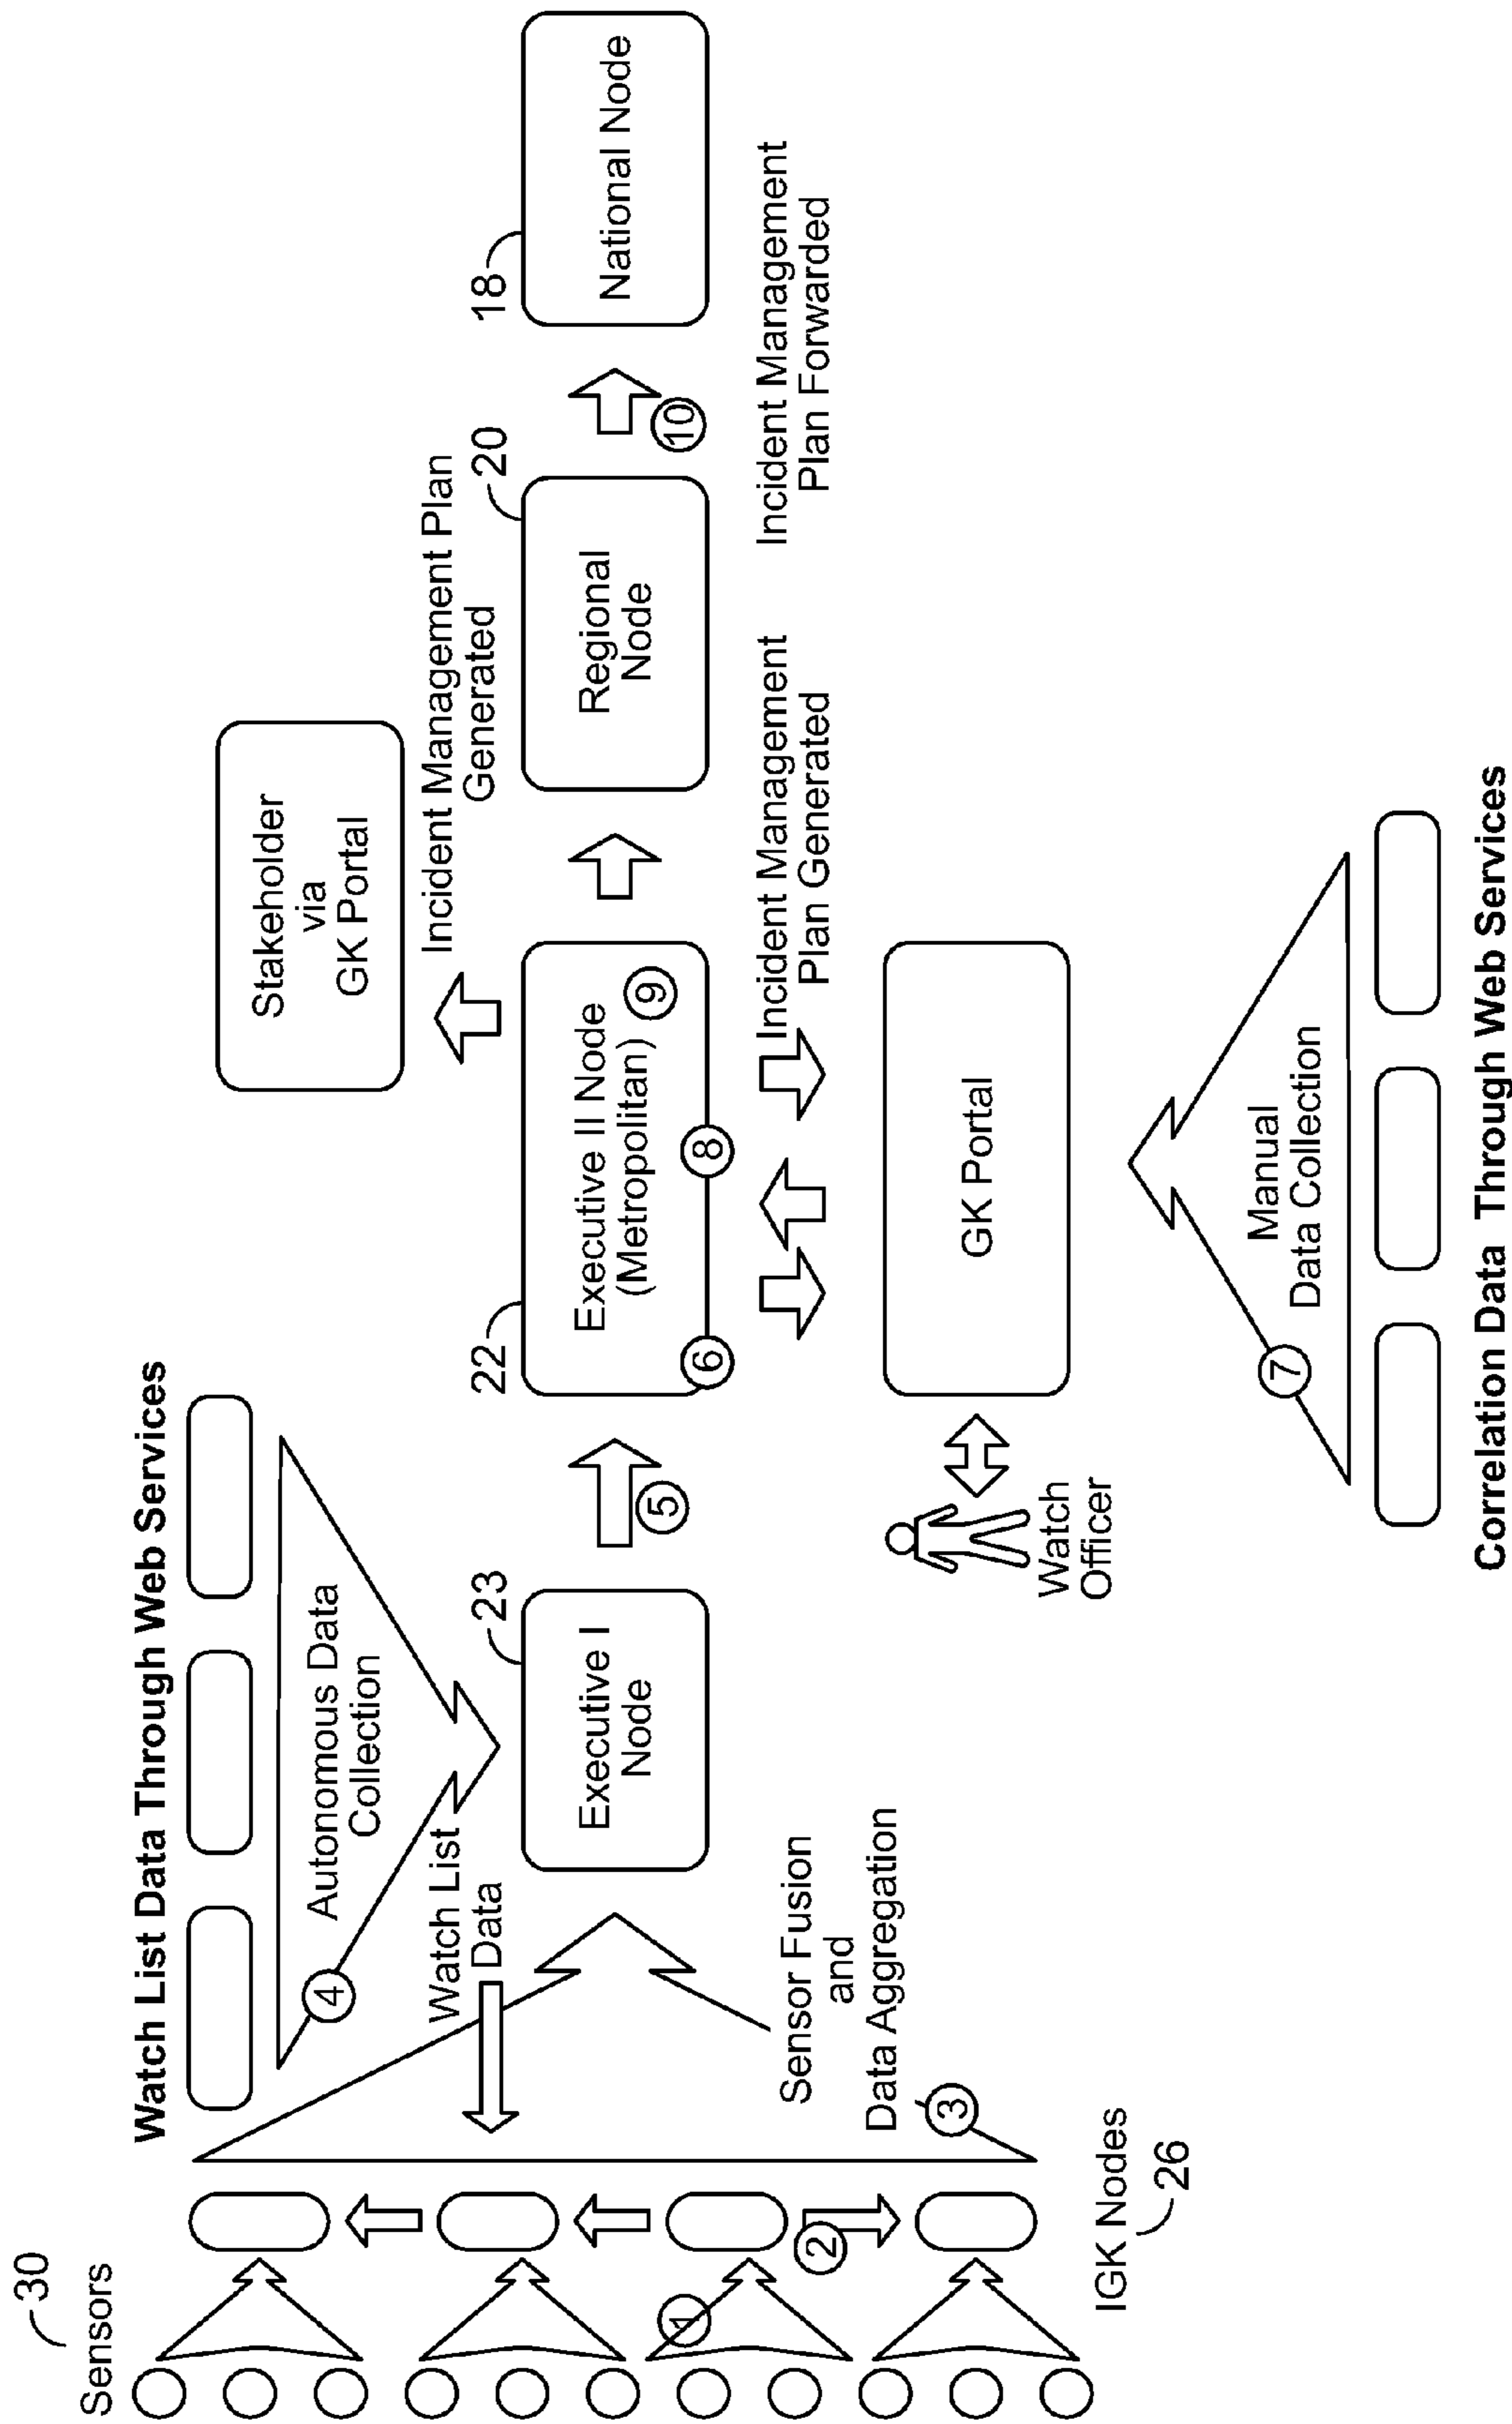 30
Sensors
Watch List Data Through Web Services
4
Autonomous Data
Collection
Watch List
Data
1
2
3
IGK Nodes
26
Sensor Fusion
and
Data Aggregation
23
Executive I
Node
5
22
Executive II Node
(Metropolitan)
6
8
9
Stakeholder
via
GK Portal
Incident Management Plan
Generated
20
Regional
Node
10
18
National Node
Incident Management
Plan Forwarded
Incident Management
Plan Generated
Watch
Officer
GK Portal
7
Manual
Data Collection
Correlation Data Through Web Services